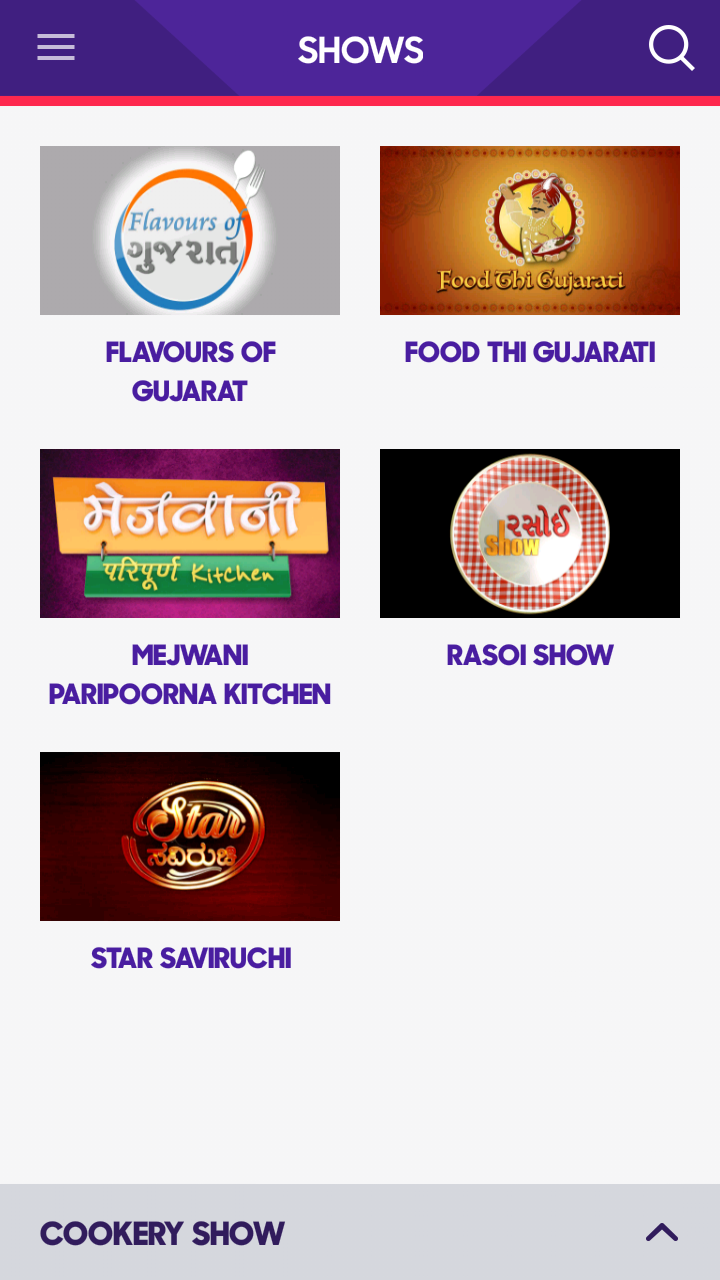 SHOWS
Flavours of
ગુજરાત
Food Thi Gujarati
FLAVOURS OF
GUJARAT
FOOD THI GUJARATI
मेजवानी
परिपूर्ण Kitchen
રસોઈ
Show
MEJWANI
PARIPOORNA KITCHEN
RASOI SHOW
Star
ಸವಿರುಚಿ
STAR SAVIRUCHI
COOKERY SHOW